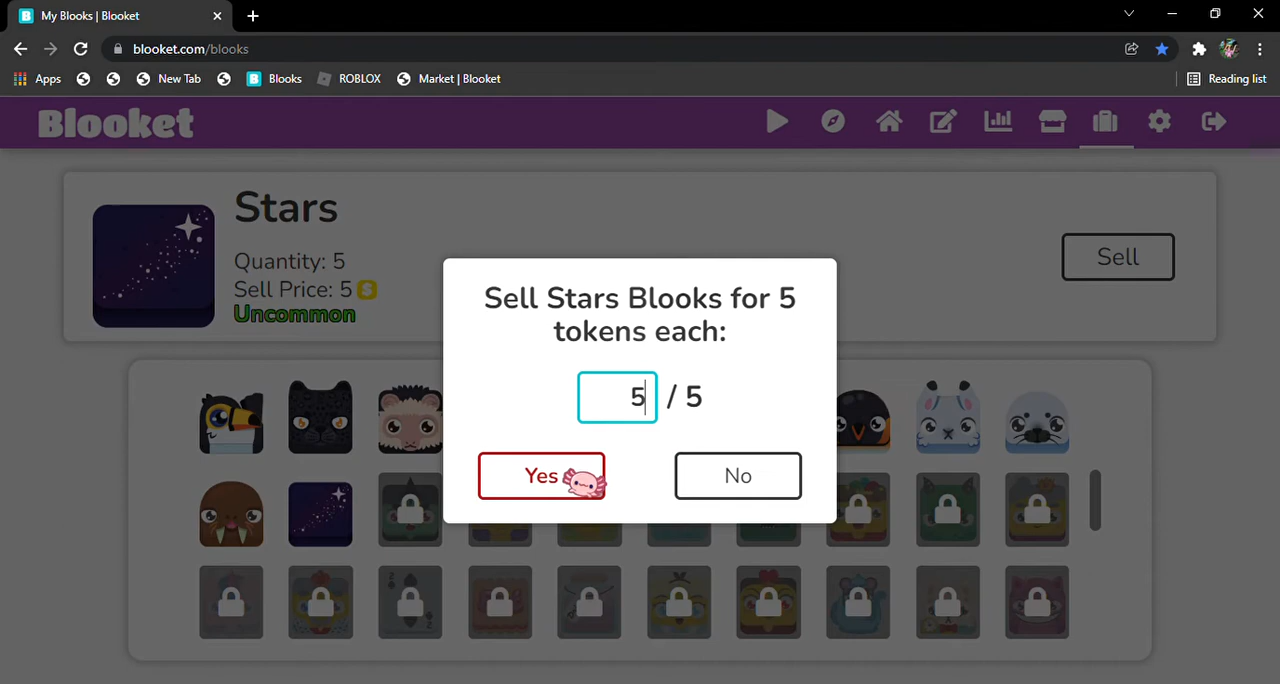 My Blooks | Blooket
blooket.com/blooks
Apps
New Tab
Blooks
ROBLOX
Market | Blooket
Reading list
Blooket
Stars
Quantity: 5
Sell Price: 5
Uncommon
Sell
Sell Stars Blooks for 5
tokens each:
5 / 5
Yes
No